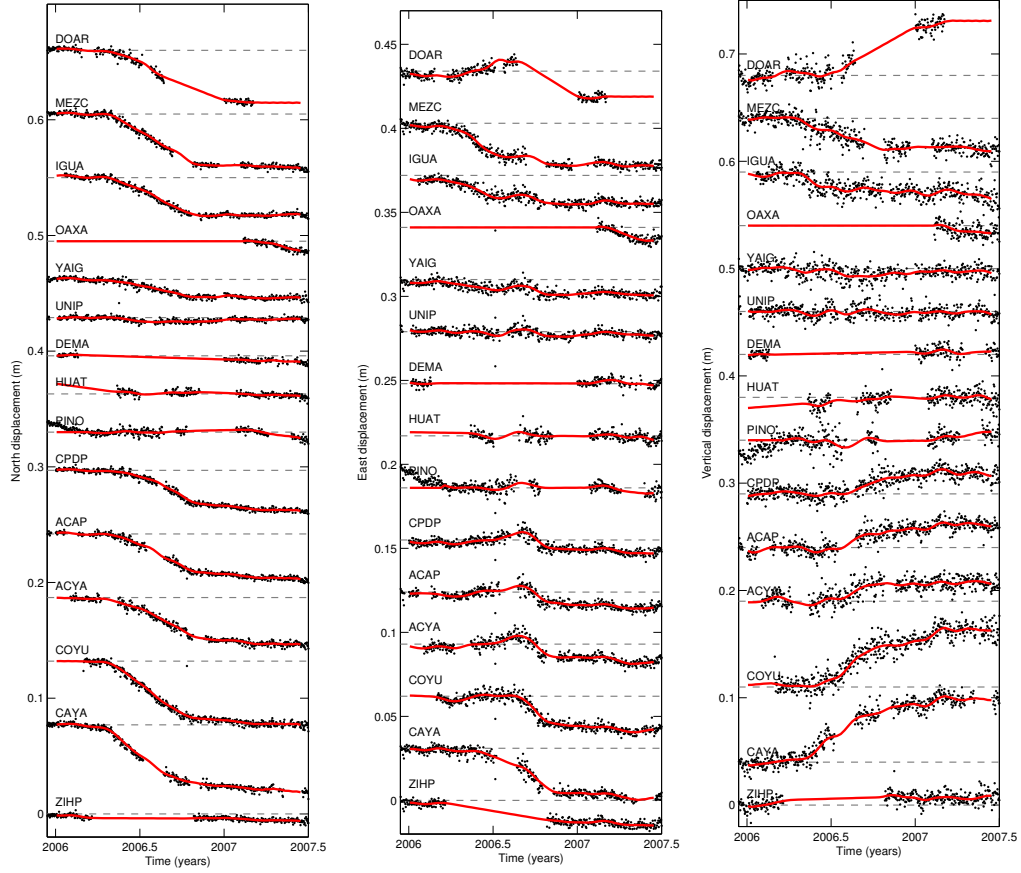 DOAR
MEZC
0.6
IGUA
OAXA
0.5
YAIG
UNIP
0.4
DEMA
HUAT
PINO
0.3
CPDP
ACAP
0.2
ACYA
COYU
0.1
CAYA
ZIHP
0
North displacement (m)
2006
2006.5
2007
2007.5
Time (years)
0.45
DOAR
MEZC
0.4
IGUA
0.35
OAXA
YAIG
0.3
UNIP
DEMA
0.25
HUAT
0.2
PINO
CPDP
0.15
ACAP
0.1
ACYA
COYU
0.05
CAYA
0
ZIHP
East displacement (m)
2006
2006.5
2007
2007.5
Time (years)
0.7
DOAR
MEZC
0.6
IGUA
OAXA
0.5
YAIG
UNIP
DEMA
0.4
HUAT
PINO
0.3
CPDP
ACAP
0.2
ACYA
COYU
0.1
CAYA
ZIHP
0
Vertical displacement (m)
2006
2006.5
2007
2007.5
Time (years)